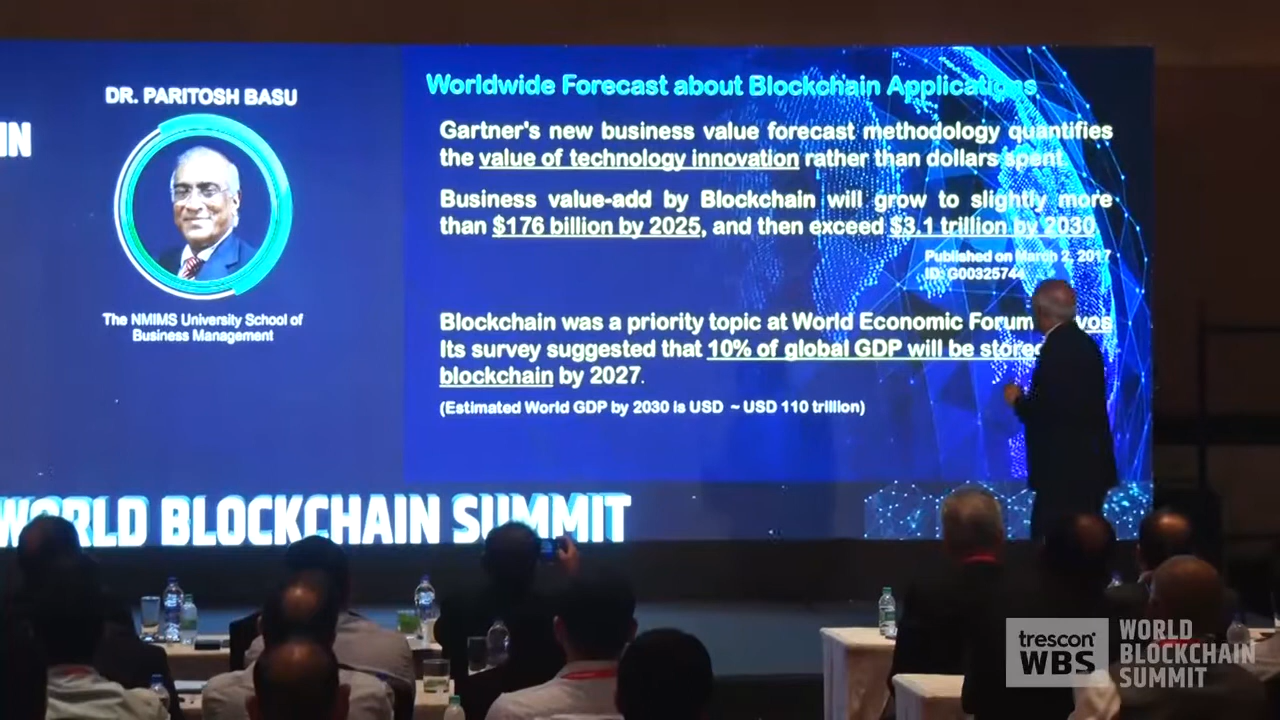 IN
DR. PARITOSH BASU
The NMIMS University School of
Business Management
Worldwide Forecast about Blockchain Applications
Gartner's new business value forecast methodology quantifies
the value of technology innovation rather than dollars spent.
Business value-add by Blockchain will grow to slightly more
than $176 billion by 2025, and then exceed $3.1 trillion by 2030
Published on March 2, 2017
ID: G00325744
Blockchain was a priority topic at World Economic Forum
Its survey suggested that 10% of global GDP will be stored
blockchain by 2027.
(Estimated World GDP by 2030 is USD ~ USD 110 trillion)
WORLD BLOCKCHAIN SUMMIT
trescon
WBS
WORLD
BLOCKCHAIN
SUMMIT